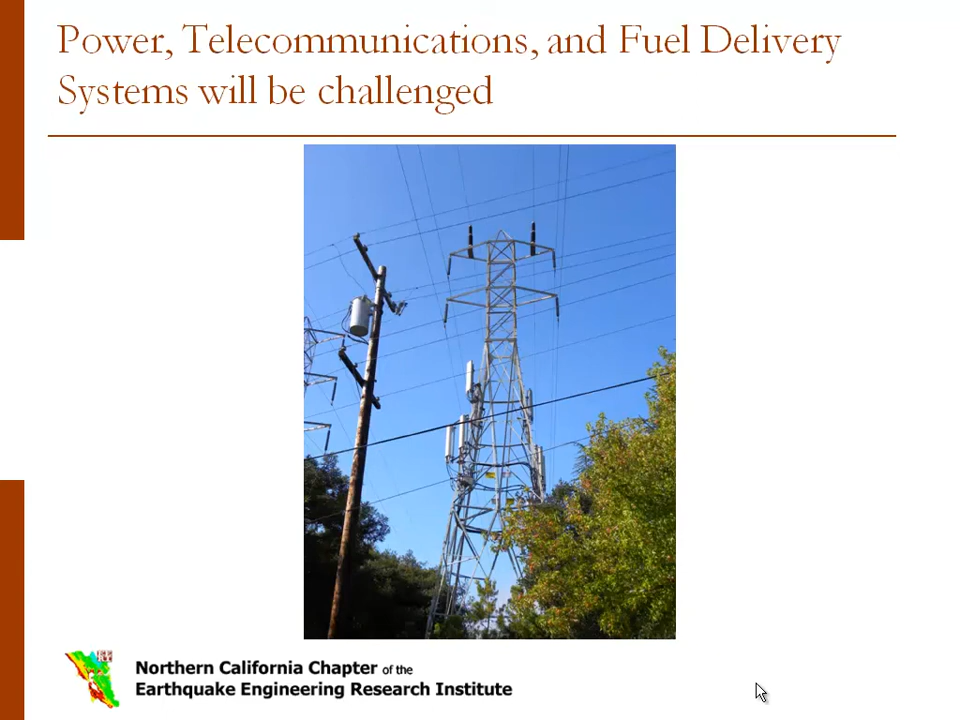 Power, Telecommunications, and Fuel Delivery
Systems will be challenged
Northern California Chapter of the
Earthquake Engineering Research Institute